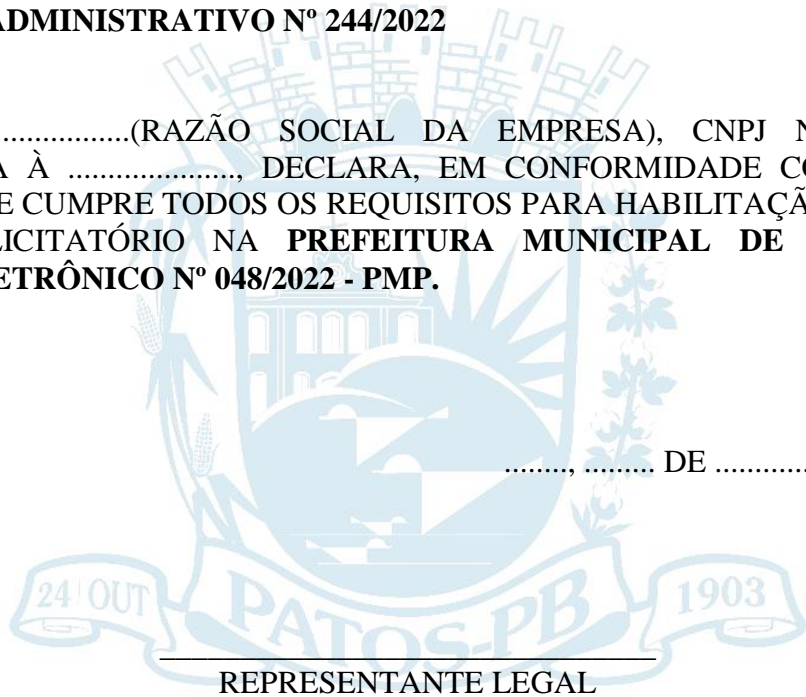 ADMINISTRATIVO Nº 244/2022
................(RAZÃO SOCIAL DA EMPRESA), CNPJ N
A À ...................., DECLARA, EM CONFORMIDADE CO
E CUMPRE TODOS OS REQUISITOS PARA HABILITAÇÃ
LICITATÓRIO NA PREFEITURA MUNICIPAL DE
ETRÔNICO Nº 048/2022 - PMP.
........, ......... DE ............
24 OUT PATOS-PB 1903
_________________________________
REPRESENTANTE LEGAL